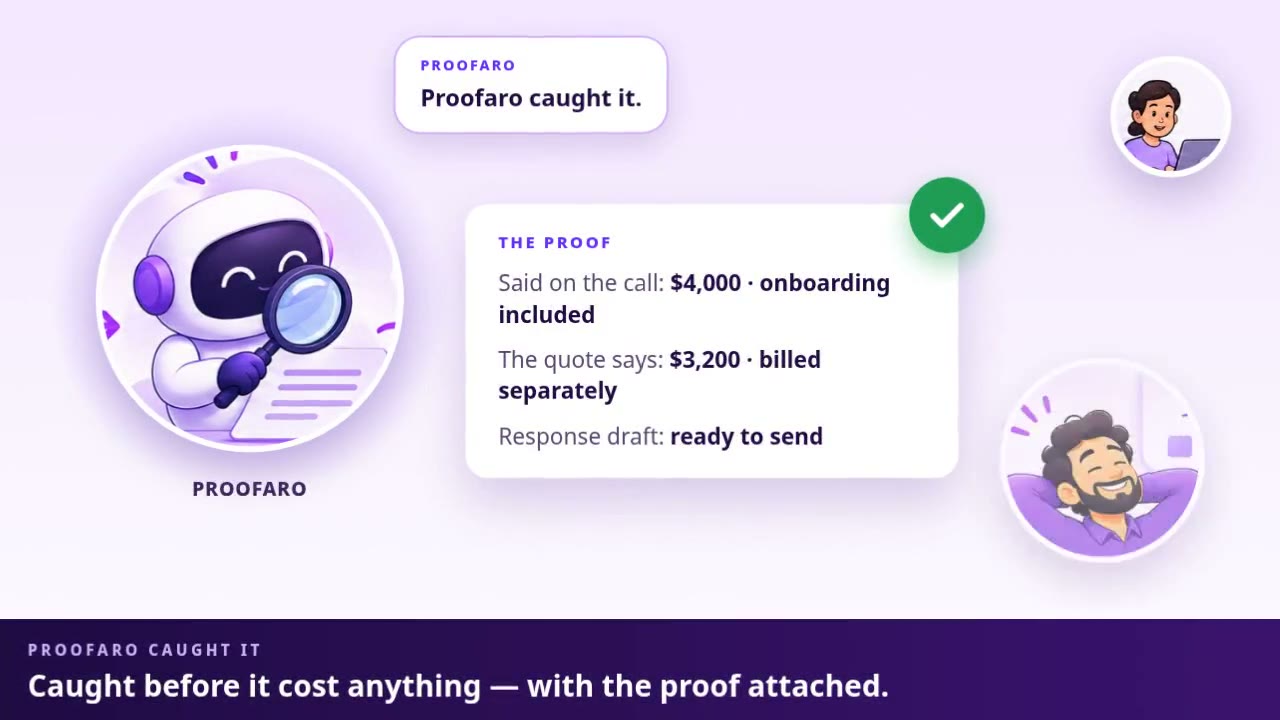 PROOFARO
Proofaro caught it.
THE PROOF
Said on the call: $4,000 · onboarding
included
The quote says: $3,200 · billed
separately
Response draft: ready to send
PROOFARO
PROOFARO CAUGHT IT
Caught before it cost anything — with the proof attached.